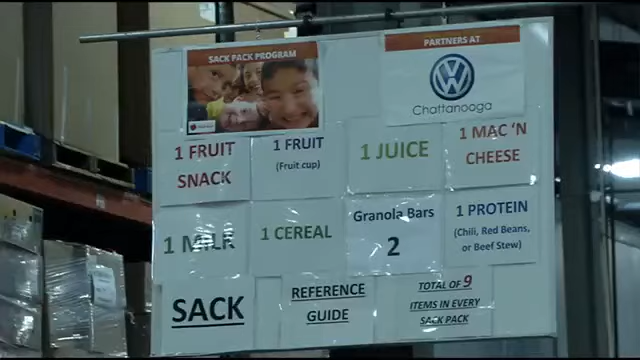 SACK PACK PROGRAM
PARTNERS AT
Chattanooga
1 FRUIT
SNACK
1 FRUIT
(Fruit cup)
1 JUICE
1 MAC 'N
CHEESE
1 MILK
1 CEREAL
Granola Bars
2
1 PROTEIN
(Chili, Red Beans,
or Beef Stew)
SACK
REFERENCE
GUIDE
TOTAL OF 9
ITEMS IN EVERY
SACK PACK